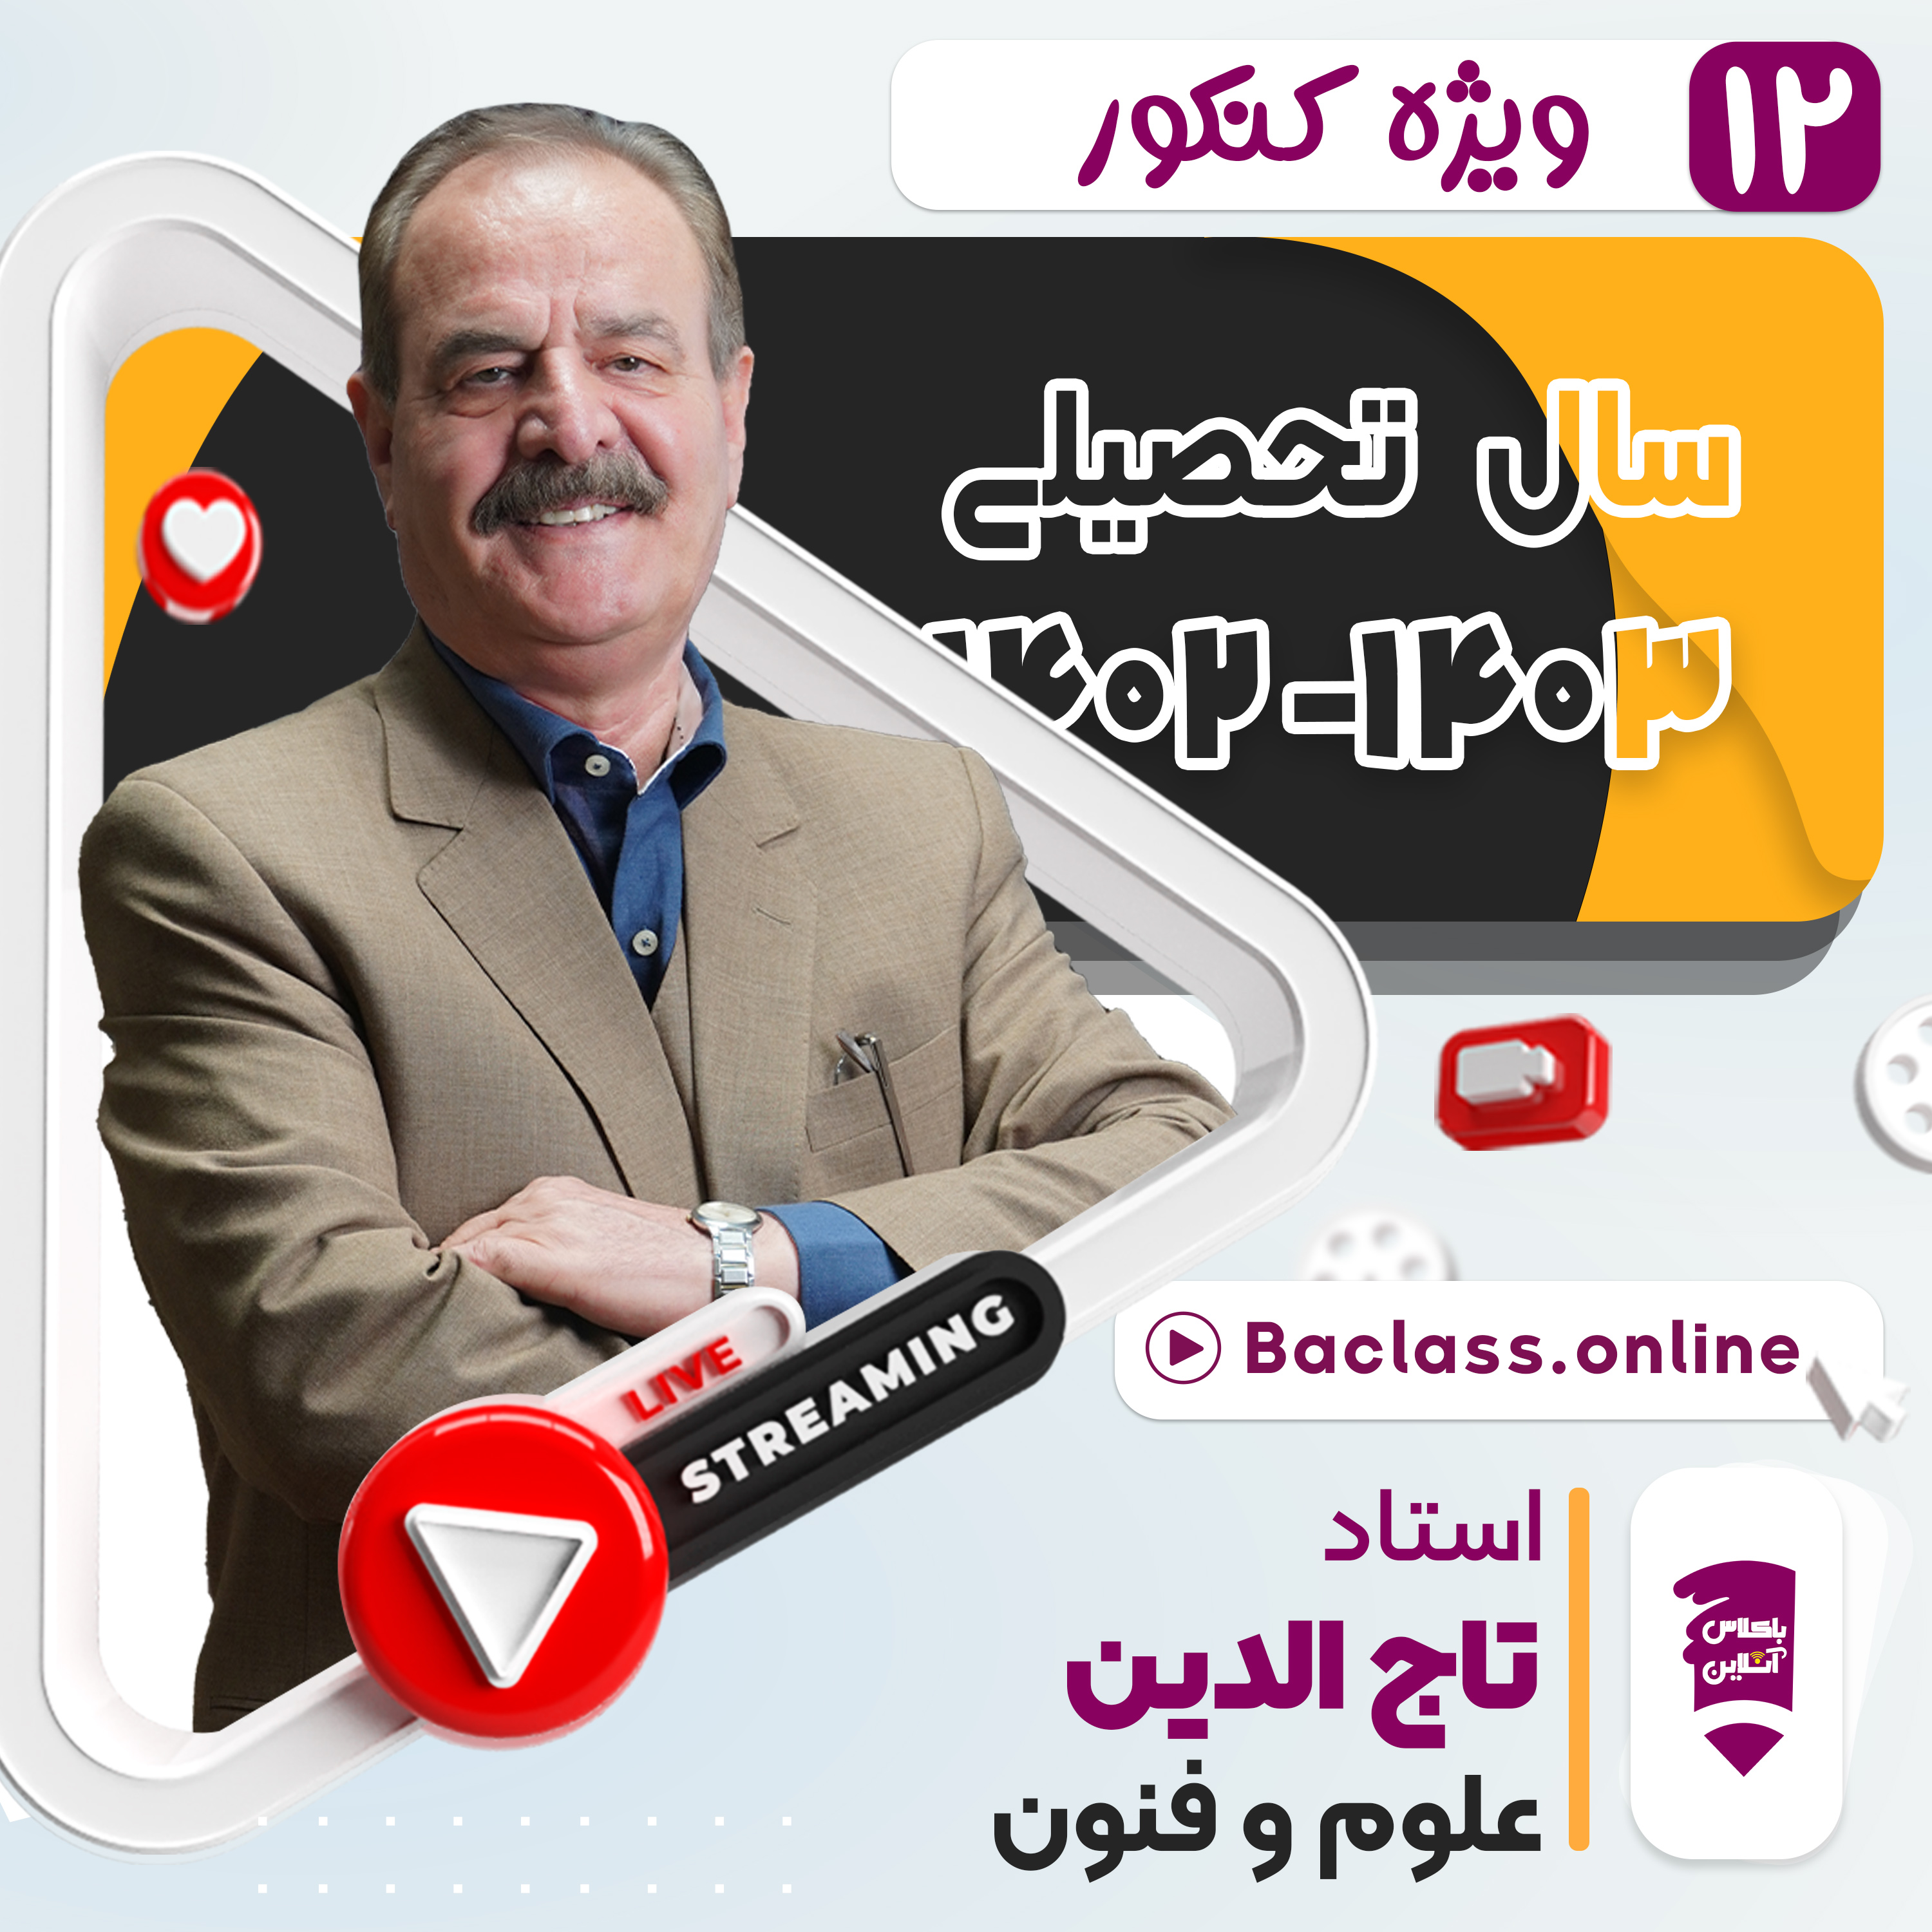 ۱۲ ویژه کنکور
سال تحصیلی
۱۴۰۲-۱۴۰۳
Baclass.online
LIVE
STREAMING
استاد
تاج الدین
علوم و فنون
باکلاس
آنلاین